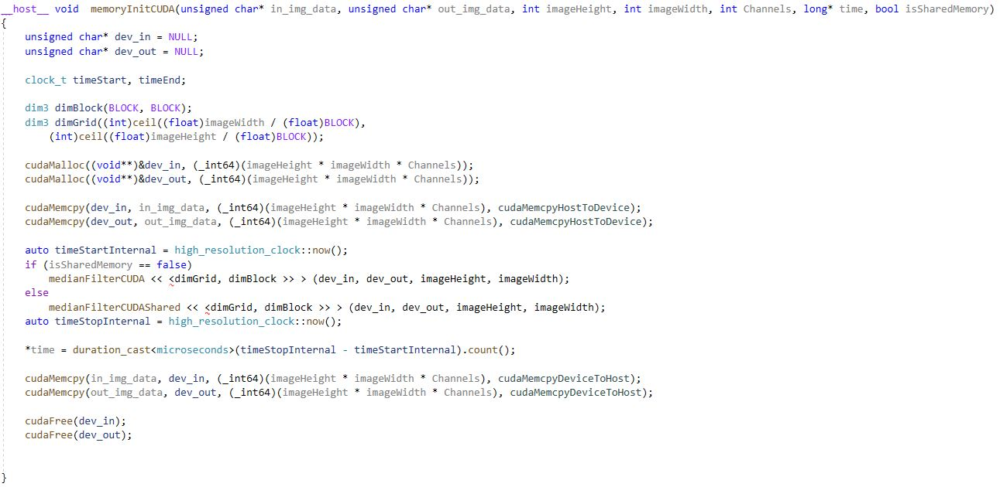 __host__ void  memoryInitCUDA(unsigned char* in_img_data, unsigned char* out_img_data, int imageHeight, int imageWidth, int Channels, long* time, bool isSharedMemory)
{
    unsigned char* dev_in = NULL;
    unsigned char* dev_out = NULL;

    clock_t timeStart, timeEnd;

    dim3 dimBlock(BLOCK, BLOCK);
    dim3 dimGrid((int)ceil((float)imageWidth / (float)BLOCK),
        (int)ceil((float)imageHeight / (float)BLOCK));

    cudaMalloc((void**)&dev_in, (_int64)(imageHeight * imageWidth * Channels));
    cudaMalloc((void**)&dev_out, (_int64)(imageHeight * imageWidth * Channels));

    cudaMemcpy(dev_in, in_img_data, (_int64)(imageHeight * imageWidth * Channels), cudaMemcpyHostToDevice);
    cudaMemcpy(dev_out, out_img_data, (_int64)(imageHeight * imageWidth * Channels), cudaMemcpyHostToDevice);

    auto timeStartInternal = high_resolution_clock::now();
    if (isSharedMemory == false)
        medianFilterCUDA << <dimGrid, dimBlock >> > (dev_in, dev_out, imageHeight, imageWidth);
    else
        medianFilterCUDAShared << <dimGrid, dimBlock >> > (dev_in, dev_out, imageHeight, imageWidth);
    auto timeStopInternal = high_resolution_clock::now();

    *time = duration_cast<microseconds>(timeStopInternal - timeStartInternal).count();

    cudaMemcpy(in_img_data, dev_in, (_int64)(imageHeight * imageWidth * Channels), cudaMemcpyDeviceToHost);
    cudaMemcpy(out_img_data, dev_out, (_int64)(imageHeight * imageWidth * Channels), cudaMemcpyDeviceToHost);

    cudaFree(dev_in);
    cudaFree(dev_out);


}